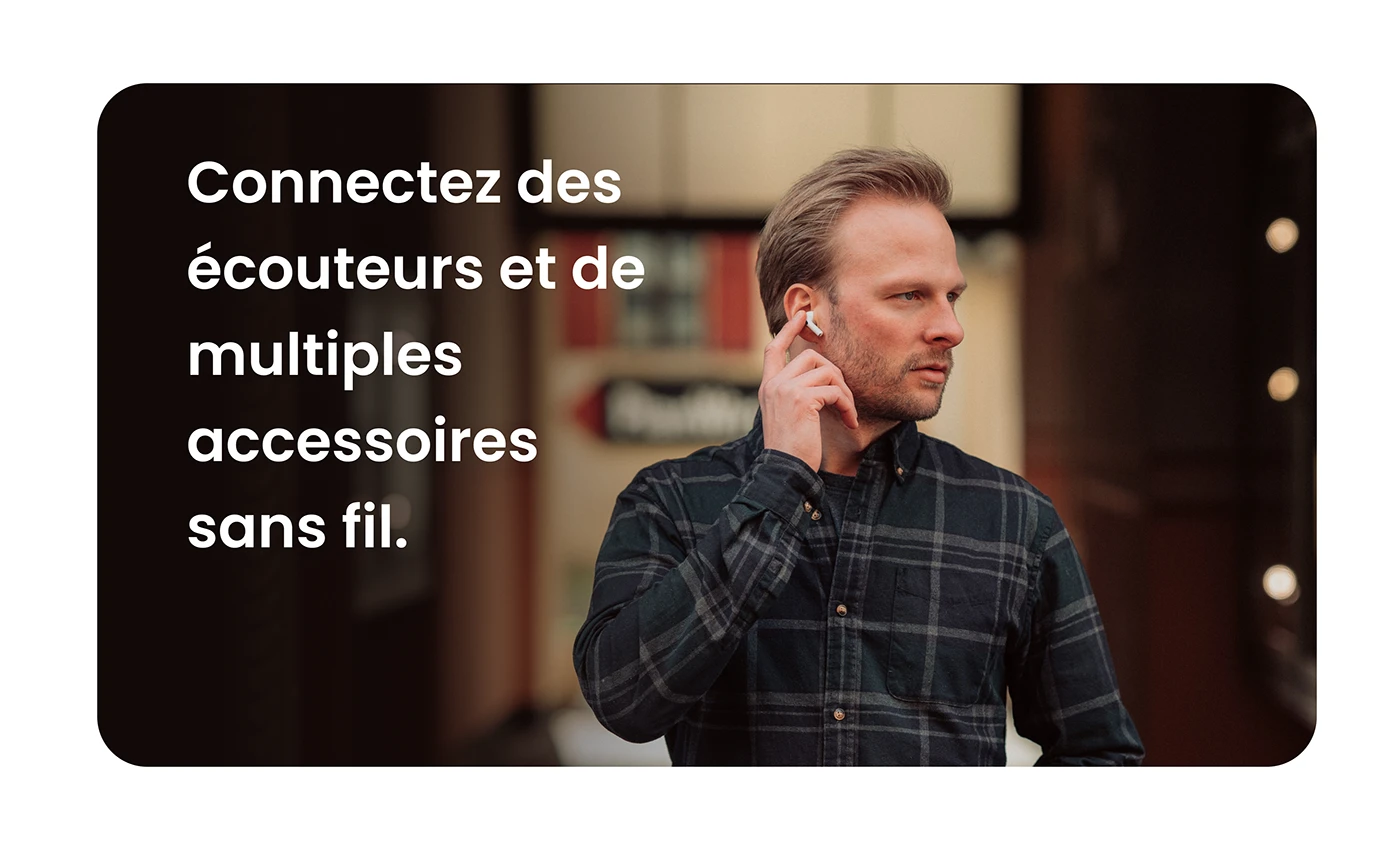 Connectez des
écouteurs et de
multiples
accessoires
sans fil.